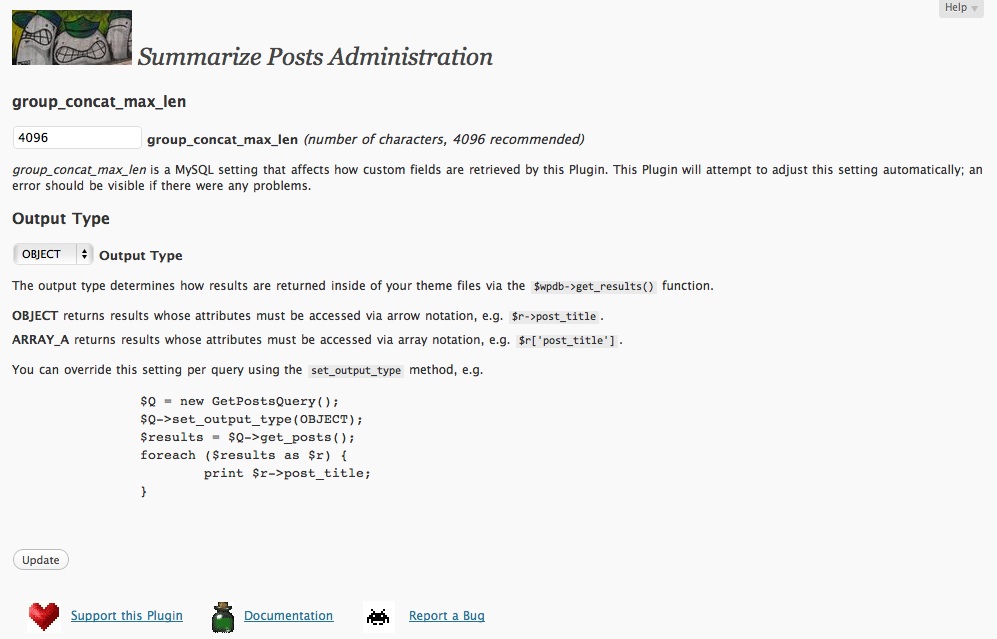 Help
Summarize Posts Administration
group_concat_max_len
4096 group_concat_max_len (number of characters, 4096 recommended)
group_concat_max_len is a MySQL setting that affects how custom fields are retrieved by this Plugin. This Plugin will attempt to adjust this setting automatically; an
error should be visible if there were any problems.
Output Type
OBJECT Output Type
The output type determines how results are returned inside of your theme files via the $wpdb->get_results() function.
OBJECT returns results whose attributes must be accessed via arrow notation, e.g. $r->post_title.
ARRAY_A returns results whose attributes must be accessed via array notation, e.g. $r['post_title'].
You can override this setting per query using the set_output_type method, e.g.
$Q = new GetPostsQuery();
$Q->set_output_type(OBJECT);
$results = $Q->get_posts();
foreach ($results as $r) {
        print $r->post_title;
}
Update
Support this Plugin Documentation Report a Bug